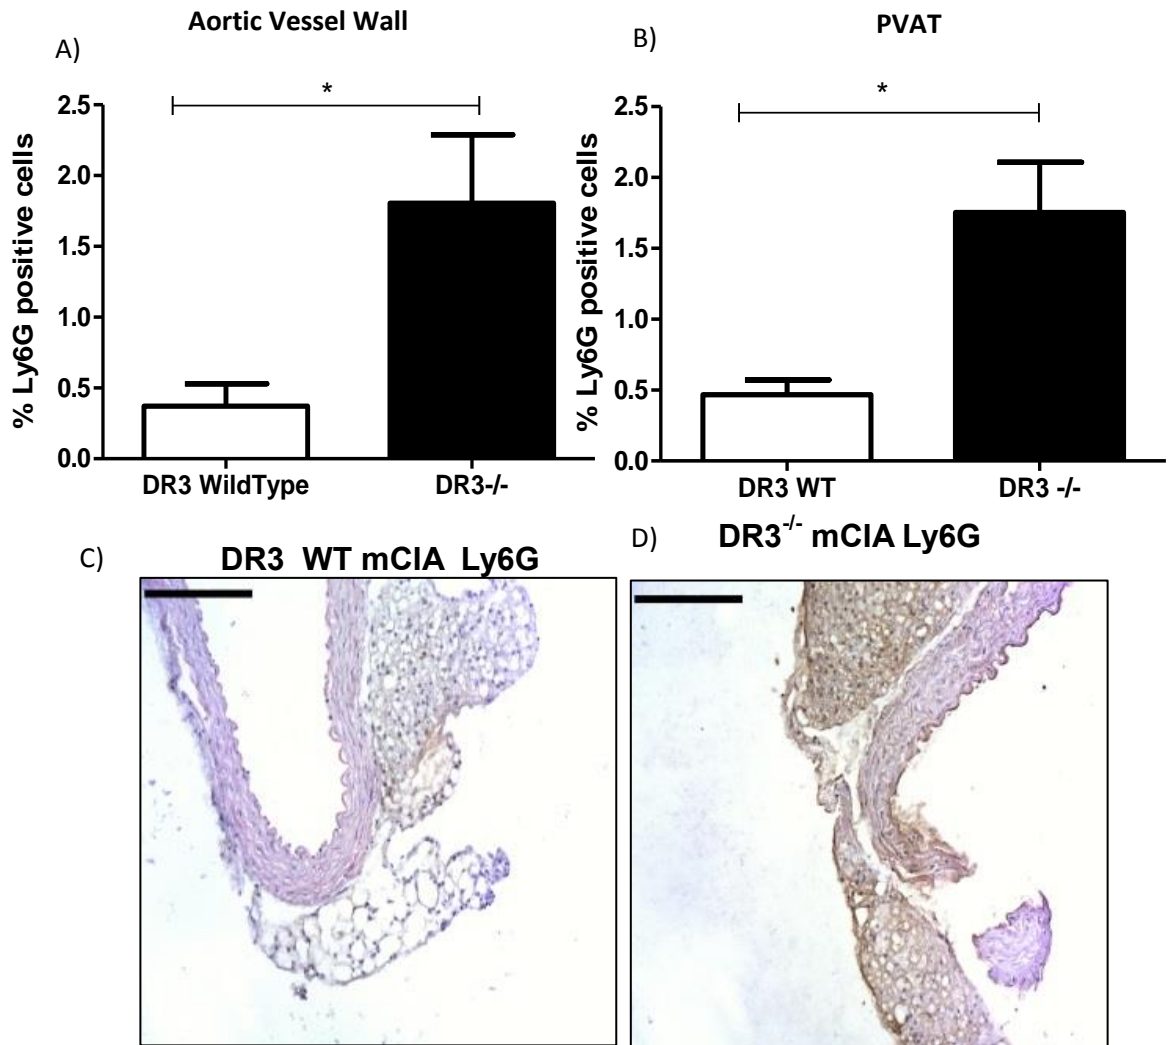 Aortic Vessel Wall
A)
*
2.5
2.0
1.5
1.0
0.5
0.0
% Ly6G positive cells
DR3 WildType
DR3-/-
PVAT
B)
*
2.5
2.0
1.5
1.0
0.5
0.0
% Ly6G positive cells
DR3 WT
DR3 -/-
C)
DR3 WT mCIA Ly6G
D)
DR3-/- mCIA Ly6G